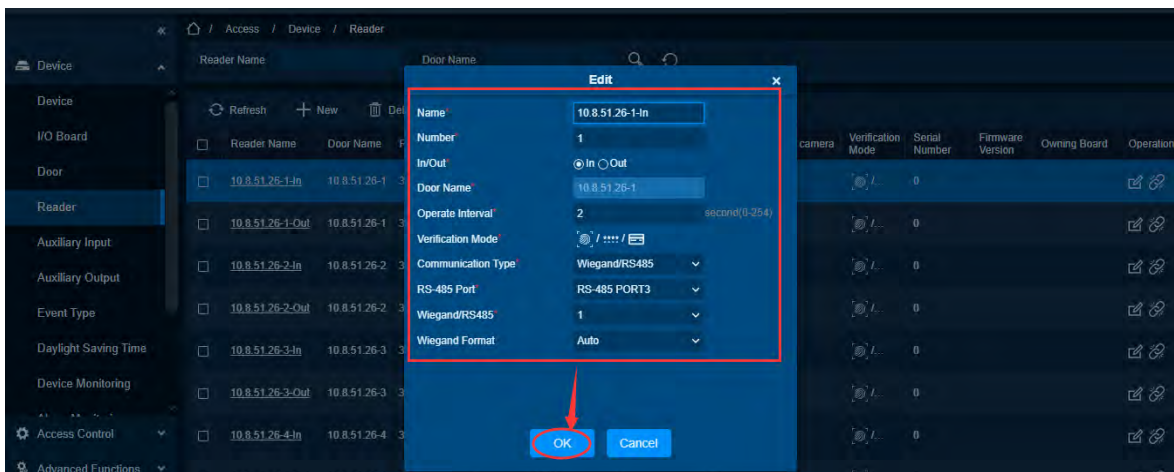 « / Access / Device / Reader
Device
Reader Name Door Name
Edit ×
Device
Refresh New
I/O Board
Reader Name Door Name camera Verification Mode Serial Number Firmware Version Owning Board Operation
Door
Reader
Auxiliary Input
Auxiliary Output
Event Type
Daylight Saving Time
Device Monitoring
Access Control
Advanced Functions
10.8.51.26-1-In 10.8.51.26-1 0
10.8.51.26-1-Out 10.8.51.26-1 0
10.8.51.26-2-In 10.8.51.26-2 0
10.8.51.26-2-Out 10.8.51.26-2 0
10.8.51.26-3-In 10.8.51.26-3 0
10.8.51.26-3-Out 10.8.51.26-3 0
10.8.51.26-4-In 10.8.51.26-4 0
Name* 10.8.51.26-1-In
Number* 1
In/Out* In Out
Door Name* 10.8.51.26-1
Operate Interval* 2 second(0-254)
Verification Mode* / /
Communication Type* Wiegand/RS485
RS-485 Port* RS-485 PORT3
Wiegand/RS485* 1
Wiegand Format Auto
OK Cancel